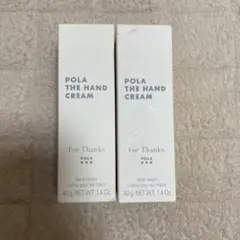 POLA
THE HAND
CREAM
For Thanks
POLA
40g NET WT. 1.4 Oz.
POLA
THE HAND
CREAM
For Thanks
POLA
40g NET WT. 1.4 Oz.